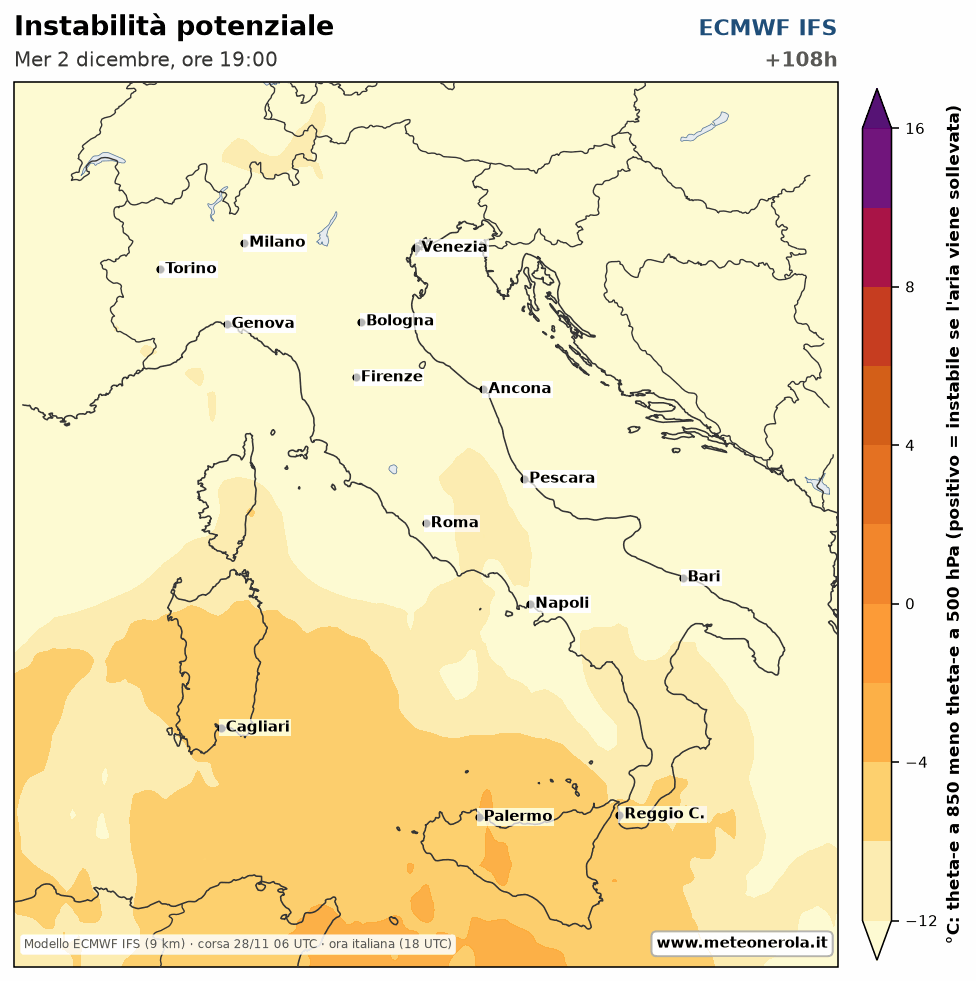 Instabilità potenziale
ECMWF IFS
Mer 2 dicembre, ore 19:00
+108h
Milano
Venezia
Torino
Genova
Bologna
Firenze
Ancona
Pescara
Roma
Bari
Napoli
Cagliari
Palermo
Reggio C.
16
8
4
0
−4
−12
°C: theta-e a 850 meno theta-e a 500 hPa (positivo = instabile se l'aria viene sollevata)
Modello ECMWF IFS (9 km) · corsa 28/11 06 UTC · ora italiana (18 UTC)
www.meteonerola.it